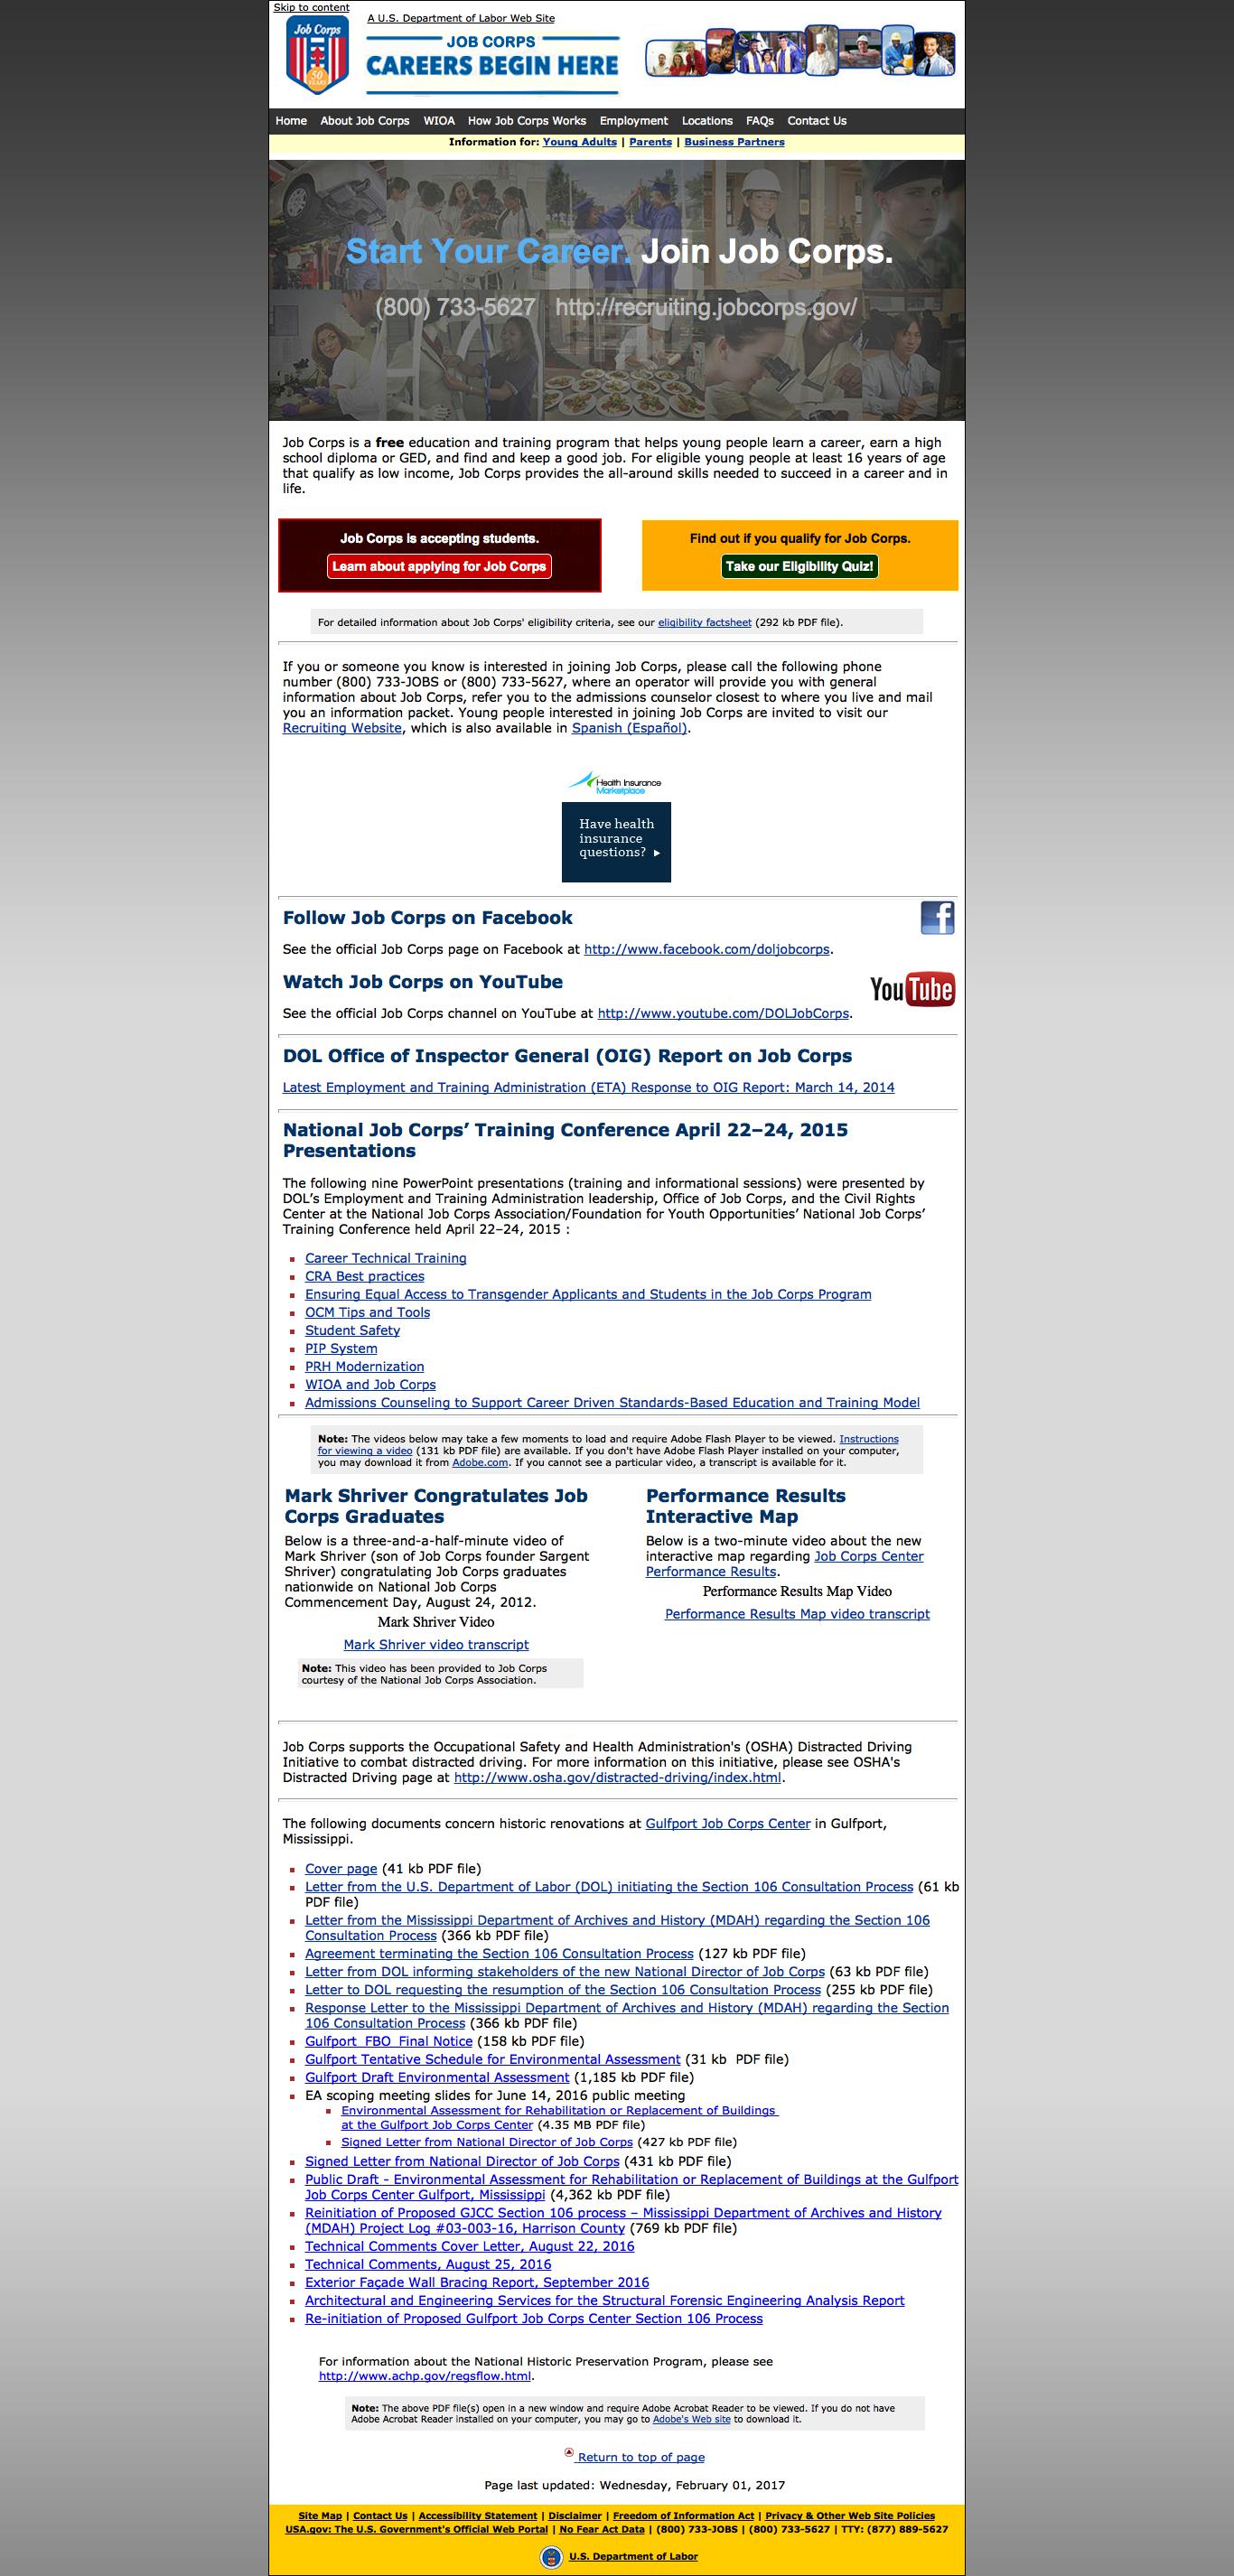 Skip to content
A U.S. Department of Labor Web Site
Job Corps
50
YEARS
JOB CORPS
CAREERS BEGIN HERE
Home About Job Corps WIOA How Job Corps Works Employment Locations FAQs Contact Us
Information for: Young Adults | Parents | Business Partners
Start Your Career. Join Job Corps.
(800) 733-5627 http://recruiting.jobcorps.gov/
Job Corps is a free education and training program that helps young people learn a career, earn a high
school diploma or GED, and find and keep a good job. For eligible young people at least 16 years of age
that qualify as low income, Job Corps provides the all-around skills needed to succeed in a career and in
life.
Job Corps is accepting students.
Learn about applying for Job Corps
Find out if you qualify for Job Corps.
Take our Eligibility Quiz!
For detailed information about Job Corps' eligibility criteria, see our eligibility factsheet (292 kb PDF file).
If you or someone you know is interested in joining Job Corps, please call the following phone
number (800) 733-JOBS or (800) 733-5627, where an operator will provide you with general
information about Job Corps, refer you to the admissions counselor closest to where you live and mail
you an information packet. Young people interested in joining Job Corps are invited to visit our
Recruiting Website, which is also available in Spanish (Español).
Health Insurance
Marketplace
Have health
insurance
questions?
Follow Job Corps on Facebook
See the official Job Corps page on Facebook at http://www.facebook.com/doljobcorps.
Watch Job Corps on YouTube
YouTube
See the official Job Corps channel on YouTube at http://www.youtube.com/DOLJobCorps.
DOL Office of Inspector General (OIG) Report on Job Corps
Latest Employment and Training Administration (ETA) Response to OIG Report: March 14, 2014
National Job Corps’ Training Conference April 22–24, 2015
Presentations
The following nine PowerPoint presentations (training and informational sessions) were presented by
DOL’s Employment and Training Administration leadership, Office of Job Corps, and the Civil Rights
Center at the National Job Corps Association/Foundation for Youth Opportunities’ National Job Corps’
Training Conference held April 22–24, 2015 :
Career Technical Training
CRA Best practices
Ensuring Equal Access to Transgender Applicants and Students in the Job Corps Program
OCM Tips and Tools
Student Safety
PIP System
PRH Modernization
WIOA and Job Corps
Admissions Counseling to Support Career Driven Standards-Based Education and Training Model
Note: The videos below may take a few moments to load and require Adobe Flash Player to be viewed. Instructions
for viewing a video (131 kb PDF file) are available. If you don't have Adobe Flash Player installed on your computer,
you may download it from Adobe.com. If you cannot see a particular video, a transcript is available for it.
Mark Shriver Congratulates Job
Corps Graduates
Below is a three-and-a-half-minute video of
Mark Shriver (son of Job Corps founder Sargent
Shriver) congratulating Job Corps graduates
nationwide on National Job Corps
Commencement Day, August 24, 2012.
Mark Shriver Video
Mark Shriver video transcript
Note: This video has been provided to Job Corps
courtesy of the National Job Corps Association.
Performance Results
Interactive Map
Below is a two-minute video about the new
interactive map regarding Job Corps Center
Performance Results.
Performance Results Map Video
Performance Results Map video transcript
Job Corps supports the Occupational Safety and Health Administration's (OSHA) Distracted Driving
Initiative to combat distracted driving. For more information on this initiative, please see OSHA's
Distracted Driving page at http://www.osha.gov/distracted-driving/index.html.
The following documents concern historic renovations at Gulfport Job Corps Center in Gulfport,
Mississippi.
Cover page (41 kb PDF file)
Letter from the U.S. Department of Labor (DOL) initiating the Section 106 Consultation Process (61 kb
PDF file)
Letter from the Mississippi Department of Archives and History (MDAH) regarding the Section 106
Consultation Process (366 kb PDF file)
Agreement terminating the Section 106 Consultation Process (127 kb PDF file)
Letter from DOL informing stakeholders of the new National Director of Job Corps (63 kb PDF file)
Letter to DOL requesting the resumption of the Section 106 Consultation Process (255 kb PDF file)
Response Letter to the Mississippi Department of Archives and History (MDAH) regarding the Section
106 Consultation Process (366 kb PDF file)
Gulfport_FBO_Final Notice (158 kb PDF file)
Gulfport Tentative Schedule for Environmental Assessment (31 kb PDF file)
Gulfport Draft Environmental Assessment (1,185 kb PDF file)
EA scoping meeting slides for June 14, 2016 public meeting
Environmental Assessment for Rehabilitation or Replacement of Buildings
at the Gulfport Job Corps Center (4.35 MB PDF file)
Signed Letter from National Director of Job Corps (427 kb PDF file)
Signed Letter from National Director of Job Corps (431 kb PDF file)
Public Draft - Environmental Assessment for Rehabilitation or Replacement of Buildings at the Gulfport
Job Corps Center Gulfport, Mississippi (4,362 kb PDF file)
Reinitiation of Proposed GJCC Section 106 process – Mississippi Department of Archives and History
(MDAH) Project Log #03-003-16, Harrison County (769 kb PDF file)
Technical Comments Cover Letter, August 22, 2016
Technical Comments, August 25, 2016
Exterior Façade Wall Bracing Report, September 2016
Architectural and Engineering Services for the Structural Forensic Engineering Analysis Report
Re-initiation of Proposed Gulfport Job Corps Center Section 106 Process
For information about the National Historic Preservation Program, please see
http://www.achp.gov/regsflow.html.
Note: The above PDF file(s) open in a new window and require Adobe Acrobat Reader to be viewed. If you do not have
Adobe Acrobat Reader installed on your computer, you may go to Adobe's Web site to download it.
Return to top of page
Page last updated: Wednesday, February 01, 2017
Site Map | Contact Us | Accessibility Statement | Disclaimer | Freedom of Information Act | Privacy & Other Web Site Policies
USA.gov: The U.S. Government's Official Web Portal | No Fear Act Data | (800) 733-JOBS | (800) 733-5627 | TTY: (877) 889-5627
U.S. Department of Labor